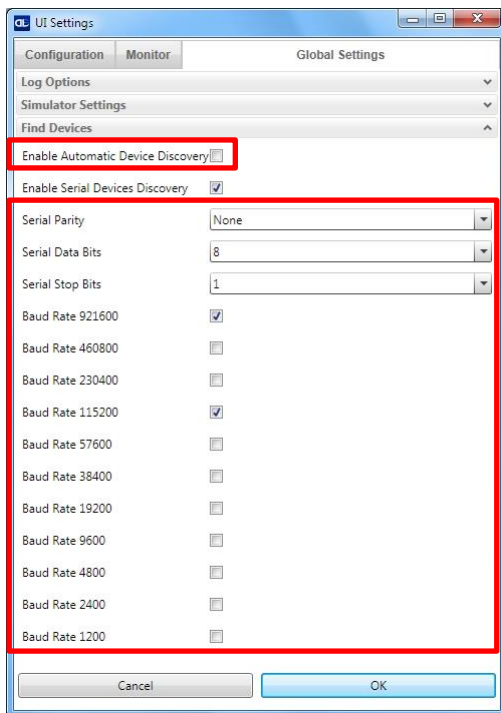 DL UI Settings
Configuration Monitor Global Settings
Log Options
Simulator Settings
Find Devices
Enable Automatic Device Discovery
Enable Serial Devices Discovery
Serial Parity None
Serial Data Bits 8
Serial Stop Bits 1
Baud Rate 921600
Baud Rate 460800
Baud Rate 230400
Baud Rate 115200
Baud Rate 57600
Baud Rate 38400
Baud Rate 19200
Baud Rate 9600
Baud Rate 4800
Baud Rate 2400
Baud Rate 1200
Cancel OK